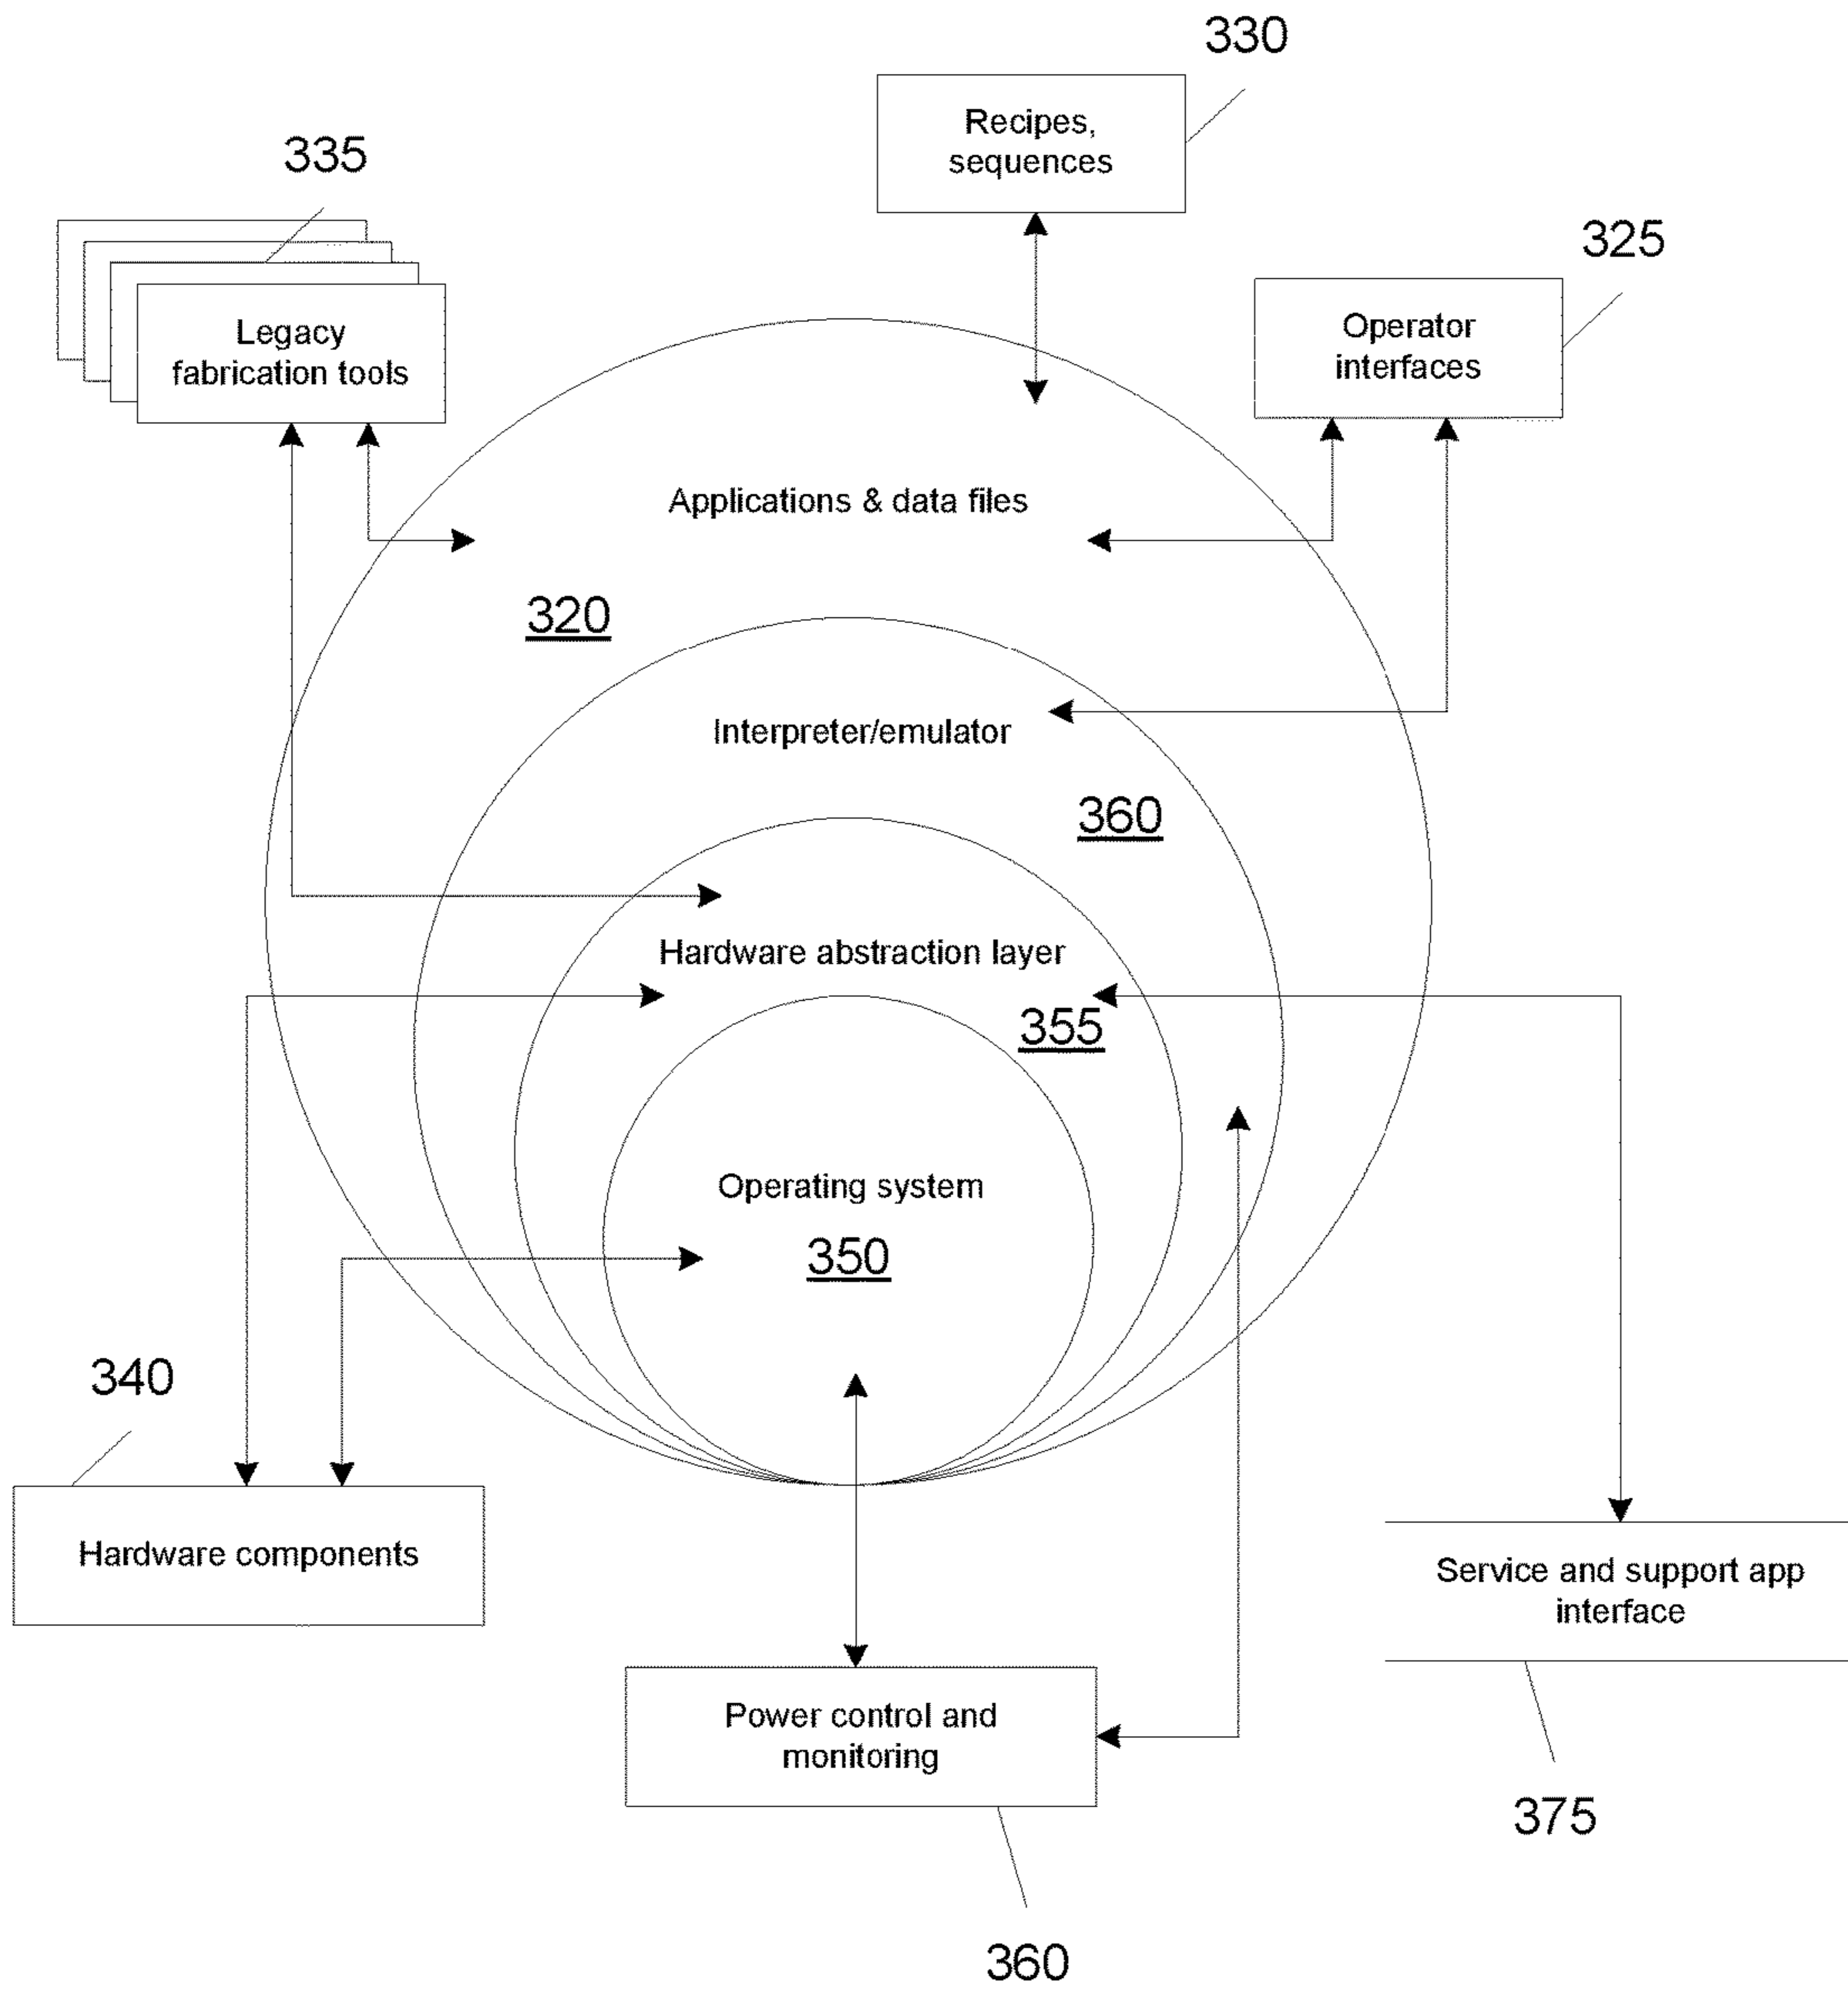 330
Recipes,
sequences
335
325
Legacy
fabrication tools
Operator
interfaces
Applications & data files
320
Interpreter/emulator
360
Hardware abstraction layer
355
Operating system
350
340
Hardware components
Service and support app
interface
Power control and
monitoring
375
360